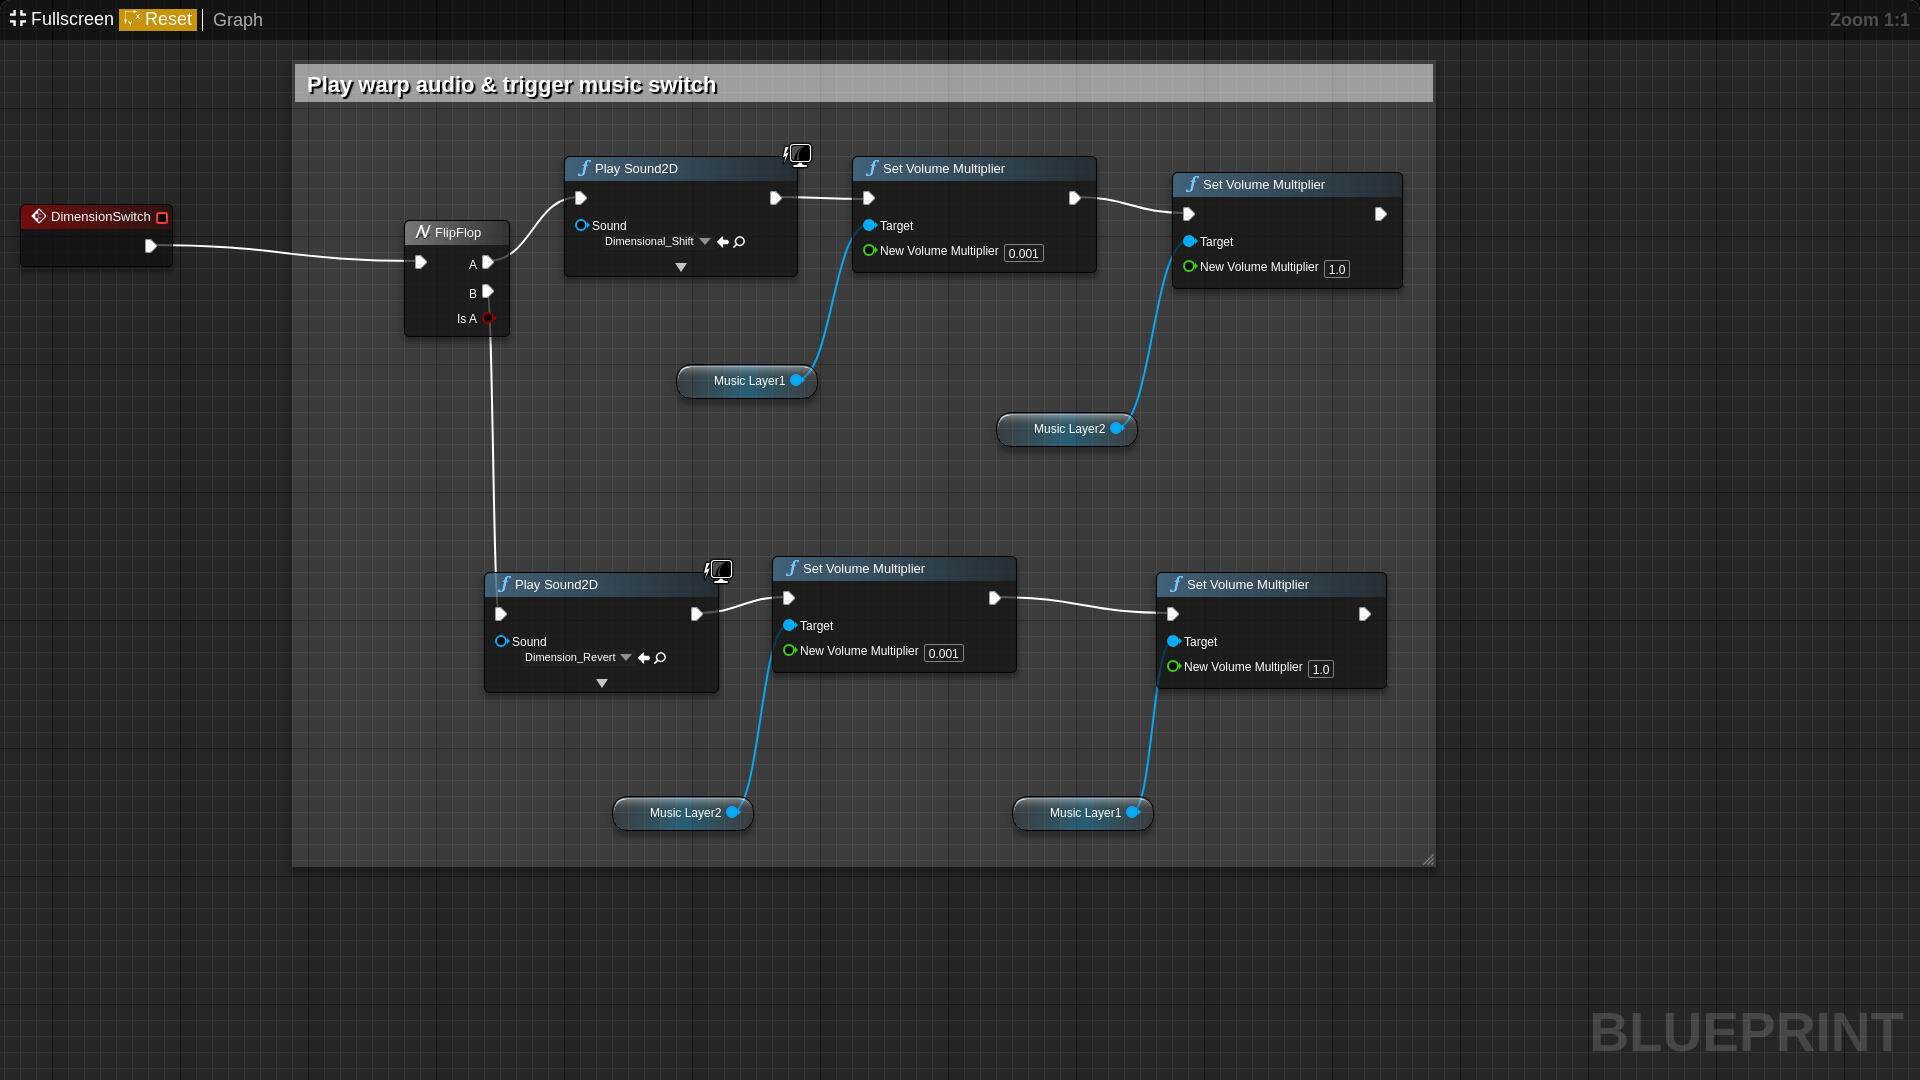 Fullscreen Reset Graph Zoom 1:1
Play warp audio & trigger music switch
DimensionSwitch
FlipFlop
A
B
Is A
Play Sound2D
Sound
Dimensional_Shift
Set Volume Multiplier
Target
New Volume Multiplier 0.001
Set Volume Multiplier
Target
New Volume Multiplier 1.0
Music Layer1
Music Layer2
Play Sound2D
Sound
Dimension_Revert
Set Volume Multiplier
Target
New Volume Multiplier 0.001
Set Volume Multiplier
Target
New Volume Multiplier 1.0
Music Layer2
Music Layer1
BLUEPRINT